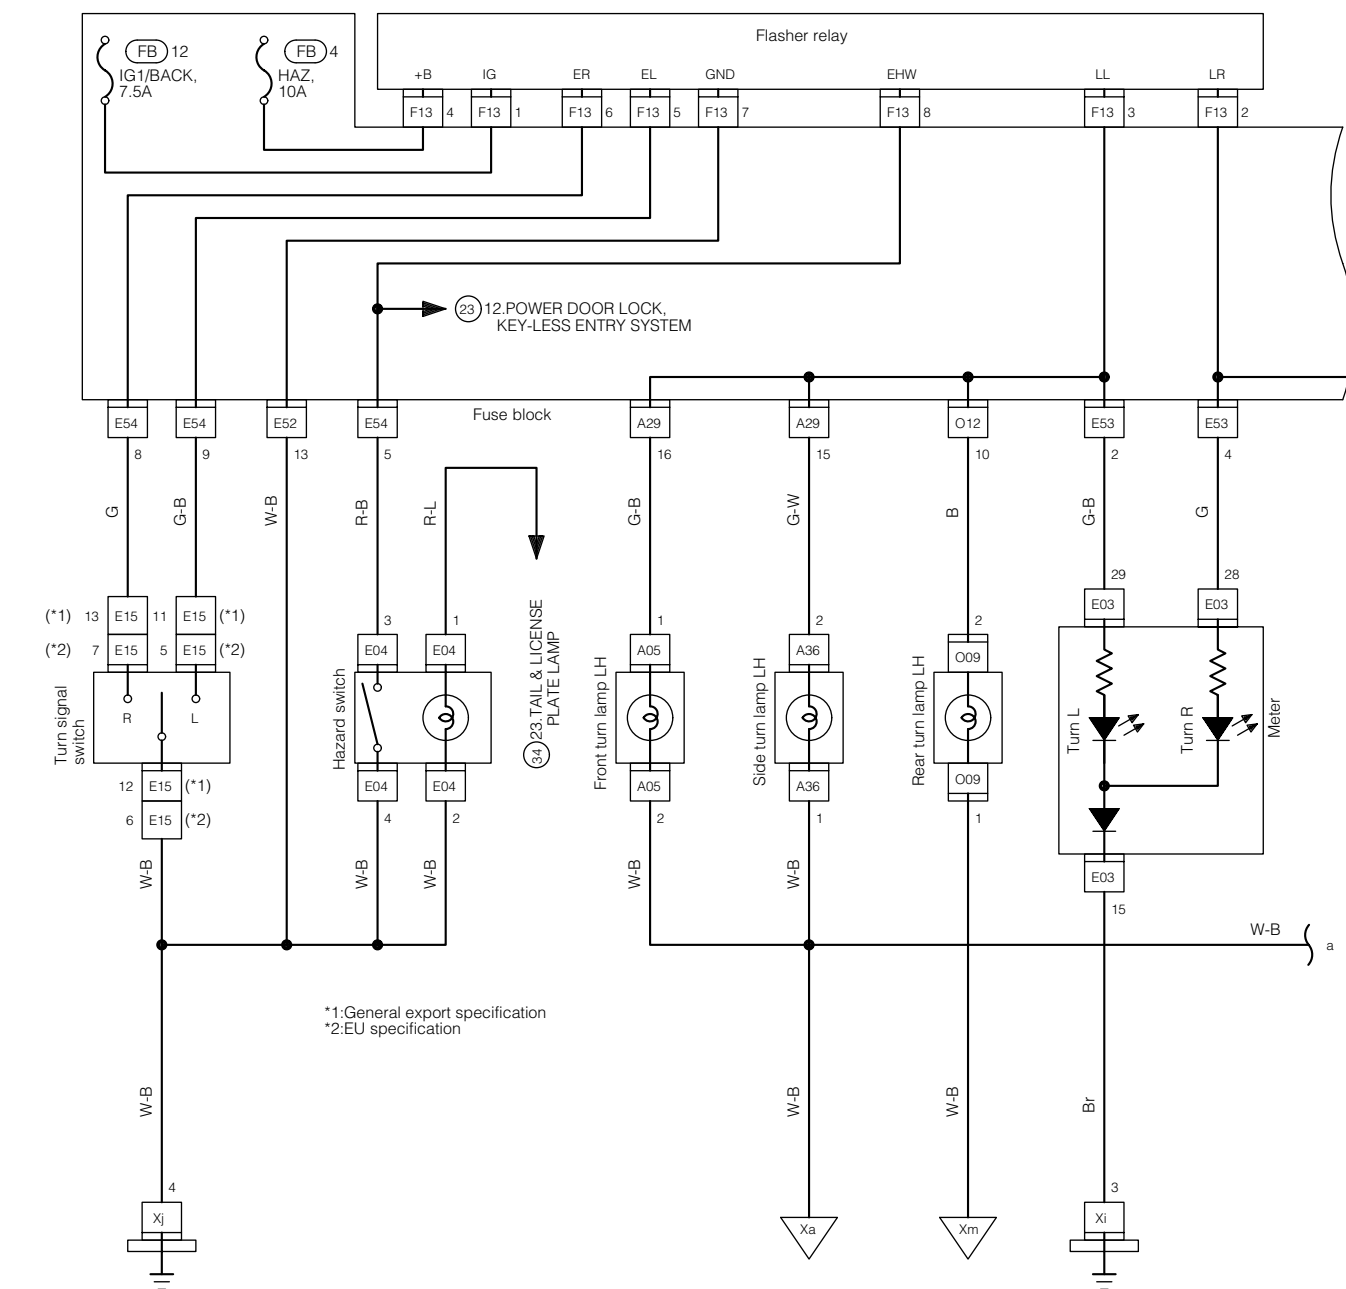 Flasher relay
FB 12
IG1/BACK,
7.5A
FB 4
HAZ,
10A
+B IG ER EL GND EHW LL LR
F13 4 F13 1 F13 6 F13 5 F13 7 F13 8 F13 3 F13 2
23 12.POWER DOOR LOCK,
KEY-LESS ENTRY SYSTEM
Fuse block
E54 E54 E52 E54 A29 A29 O12 E53 E53
8 9 13 5 16 15 10 2 4
G G-B W-B R-B R-L G-B G-W B G-B G
34 23.TAIL & LICENSE
PLATE LAMP
29 28
E03 E03
(*1) 13 E15 11 E15 (*1)
(*2) 7 E15 5 E15 (*2)
3 1 1 2 2
E04 E04 A05 A36 O09
Turn signal
switch
R L
Hazard switch
Front turn lamp LH
Side turn lamp LH
Rear turn lamp LH
Turn L
Turn R
Meter
12 E15 (*1)
6 E15 (*2)
E04 E04 A05 A36 O09
4 2 2 1 1
E03
15
W-B W-B W-B W-B W-B
W-B a
*1:General export specification
*2:EU specification
W-B W-B W-B Br
4 3
Xj Xa Xm Xi